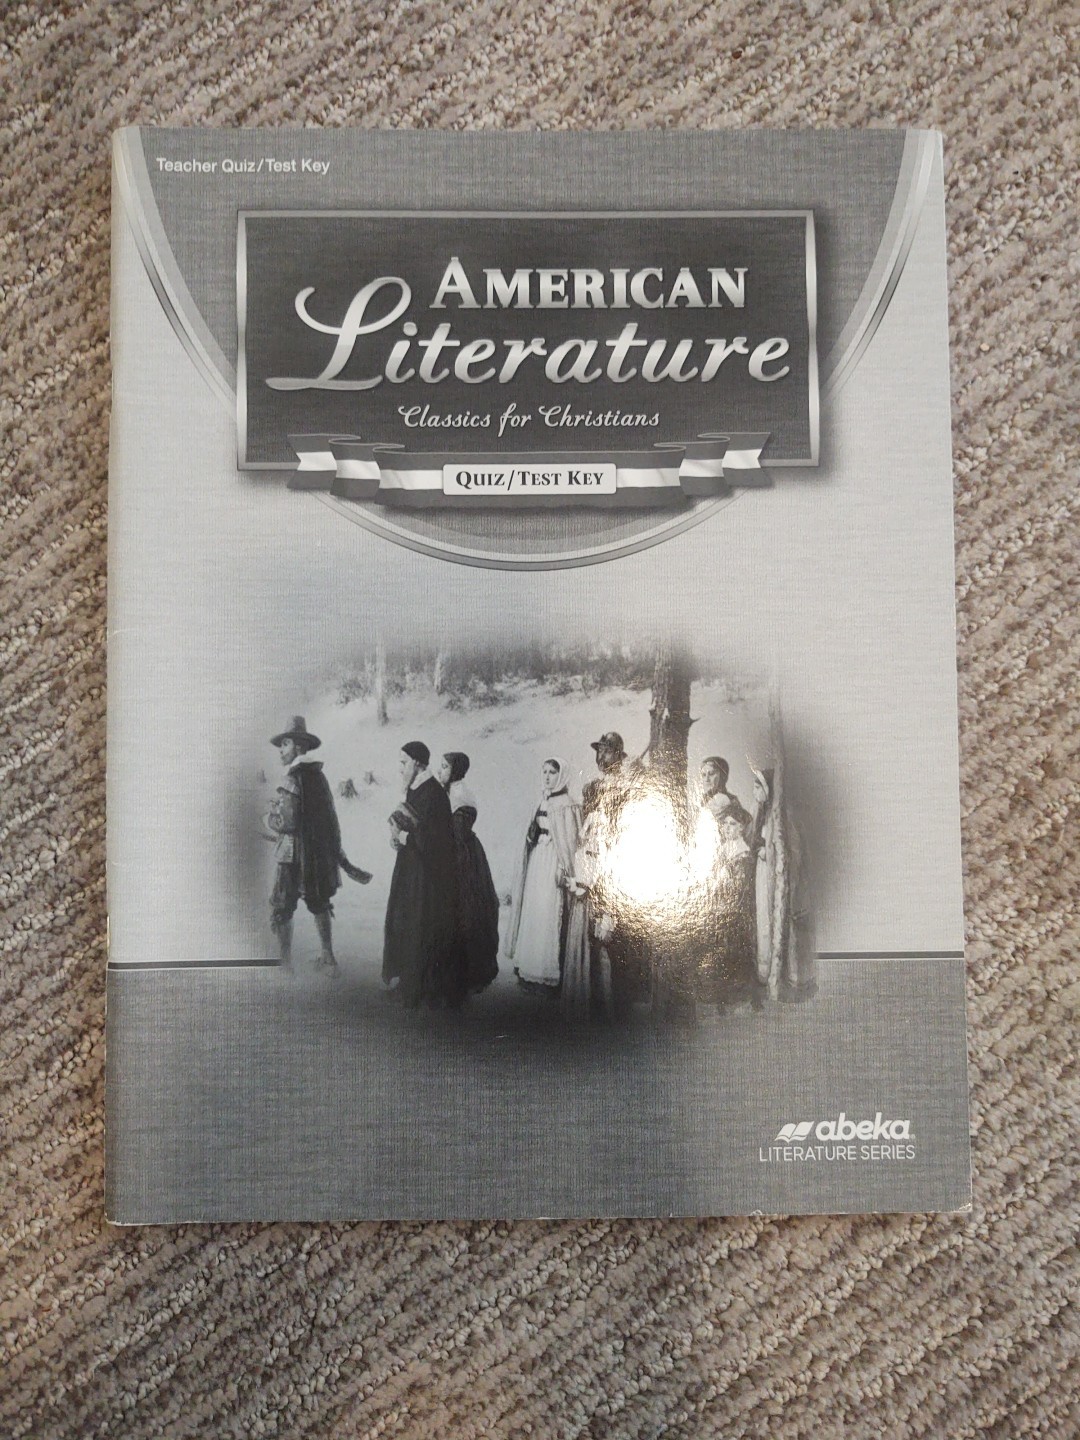 Teacher Quiz/Test Key
AMERICAN
Literature
Classics for Christians
QUIZ/TEST KEY
abeka®
LITERATURE SERIES